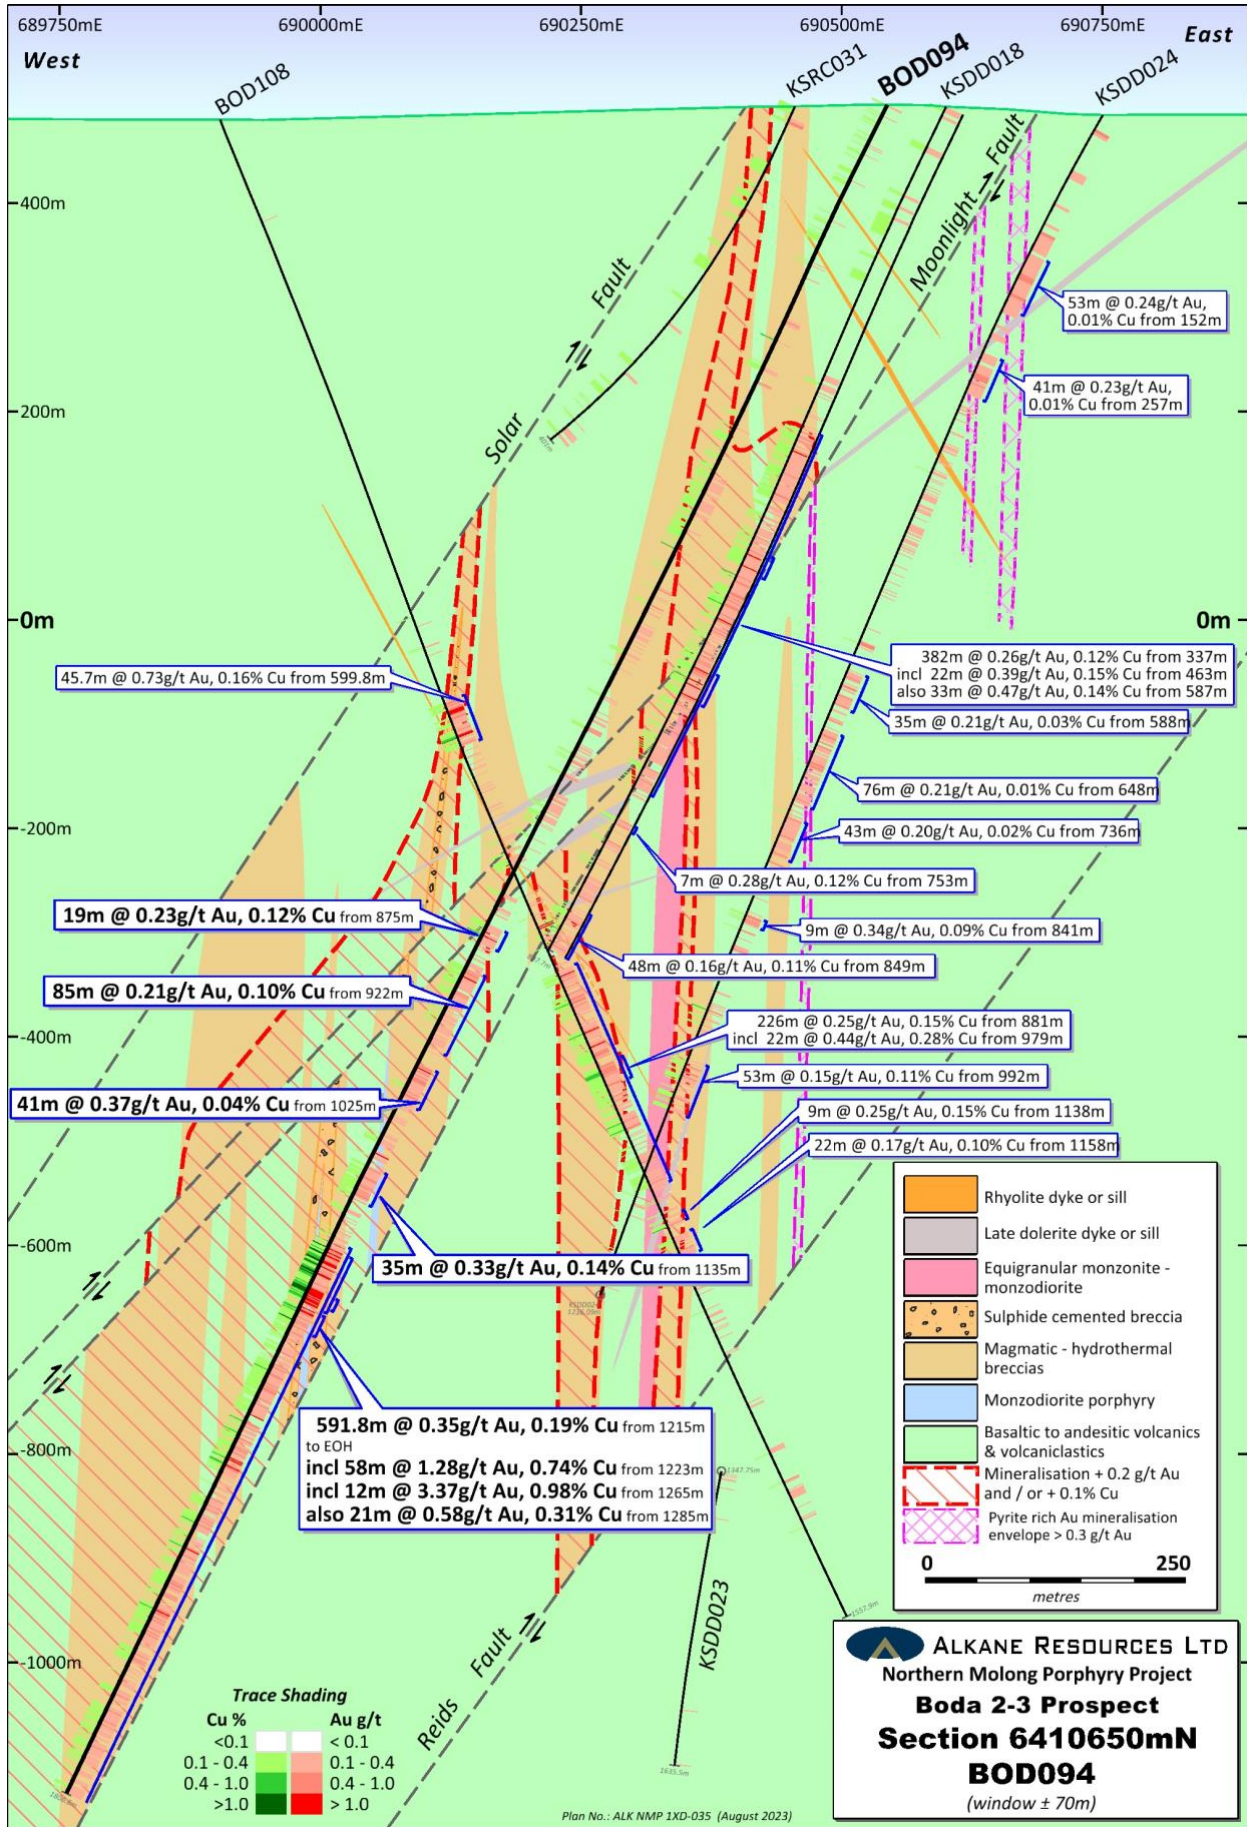 689750mE
690000mE
690250mE
690500mE
690750mE
West
East
BOD108
KSRC031
BOD094
KSDD018
KSDD024
400m
200m
0m
0m
-200m
-400m
-600m
-800m
-1000m
Solar Fault
Moonlight Fault
53m @ 0.24g/t Au,
0.01% Cu from 152m
41m @ 0.23g/t Au,
0.01% Cu from 257m
382m @ 0.26g/t Au, 0.12% Cu from 337m
incl 22m @ 0.39g/t Au, 0.15% Cu from 463m
also 33m @ 0.47g/t Au, 0.14% Cu from 587m
45.7m @ 0.73g/t Au, 0.16% Cu from 599.8m
35m @ 0.21g/t Au, 0.03% Cu from 588m
76m @ 0.21g/t Au, 0.01% Cu from 648m
43m @ 0.20g/t Au, 0.02% Cu from 736m
7m @ 0.28g/t Au, 0.12% Cu from 753m
19m @ 0.23g/t Au, 0.12% Cu from 875m
9m @ 0.34g/t Au, 0.09% Cu from 841m
48m @ 0.16g/t Au, 0.11% Cu from 849m
85m @ 0.21g/t Au, 0.10% Cu from 922m
226m @ 0.25g/t Au, 0.15% Cu from 881m
incl 22m @ 0.44g/t Au, 0.28% Cu from 979m
53m @ 0.15g/t Au, 0.11% Cu from 992m
41m @ 0.37g/t Au, 0.04% Cu from 1025m
9m @ 0.25g/t Au, 0.15% Cu from 1138m
22m @ 0.17g/t Au, 0.10% Cu from 1158m
35m @ 0.33g/t Au, 0.14% Cu from 1135m
KSDD024
591.8m @ 0.35g/t Au, 0.19% Cu from 1215m
to EOH
incl 58m @ 1.28g/t Au, 0.74% Cu from 1223m
incl 12m @ 3.37g/t Au, 0.98% Cu from 1265m
also 21m @ 0.58g/t Au, 0.31% Cu from 1285m
1347.75m
KSDD023
1635.5m
1557.9m
Reids Fault
Rhyolite dyke or sill
Late dolerite dyke or sill
Equigranular monzonite -
monzodiorite
Sulphide cemented breccia
Magmatic - hydrothermal
breccias
Monzodiorite porphyry
Basaltic to andesitic volcanics
& volcaniclastics
Mineralisation + 0.2 g/t Au
and / or + 0.1% Cu
Pyrite rich Au mineralisation
envelope > 0.3 g/t Au
0 250
metres
Trace Shading
Cu % Au g/t
<0.1 < 0.1
0.1 - 0.4 0.1 - 0.4
0.4 - 1.0 0.4 - 1.0
>1.0 > 1.0
ALKANE RESOURCES LTD
Northern Molong Porphyry Project
Boda 2-3 Prospect
Section 6410650mN
BOD094
(window ± 70m)
Plan No.: ALK NMP 1XD-035 (August 2023)